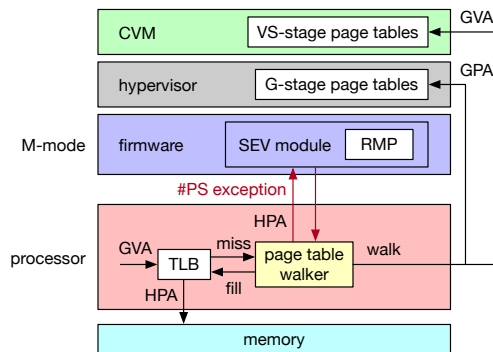 GVA
CVM
VS-stage page tables
GPA
hypervisor
G-stage page tables
M-mode
firmware
SEV module
RMP
#PS exception
HPA
processor
GVA
TLB
miss
fill
page table
walker
walk
HPA
memory